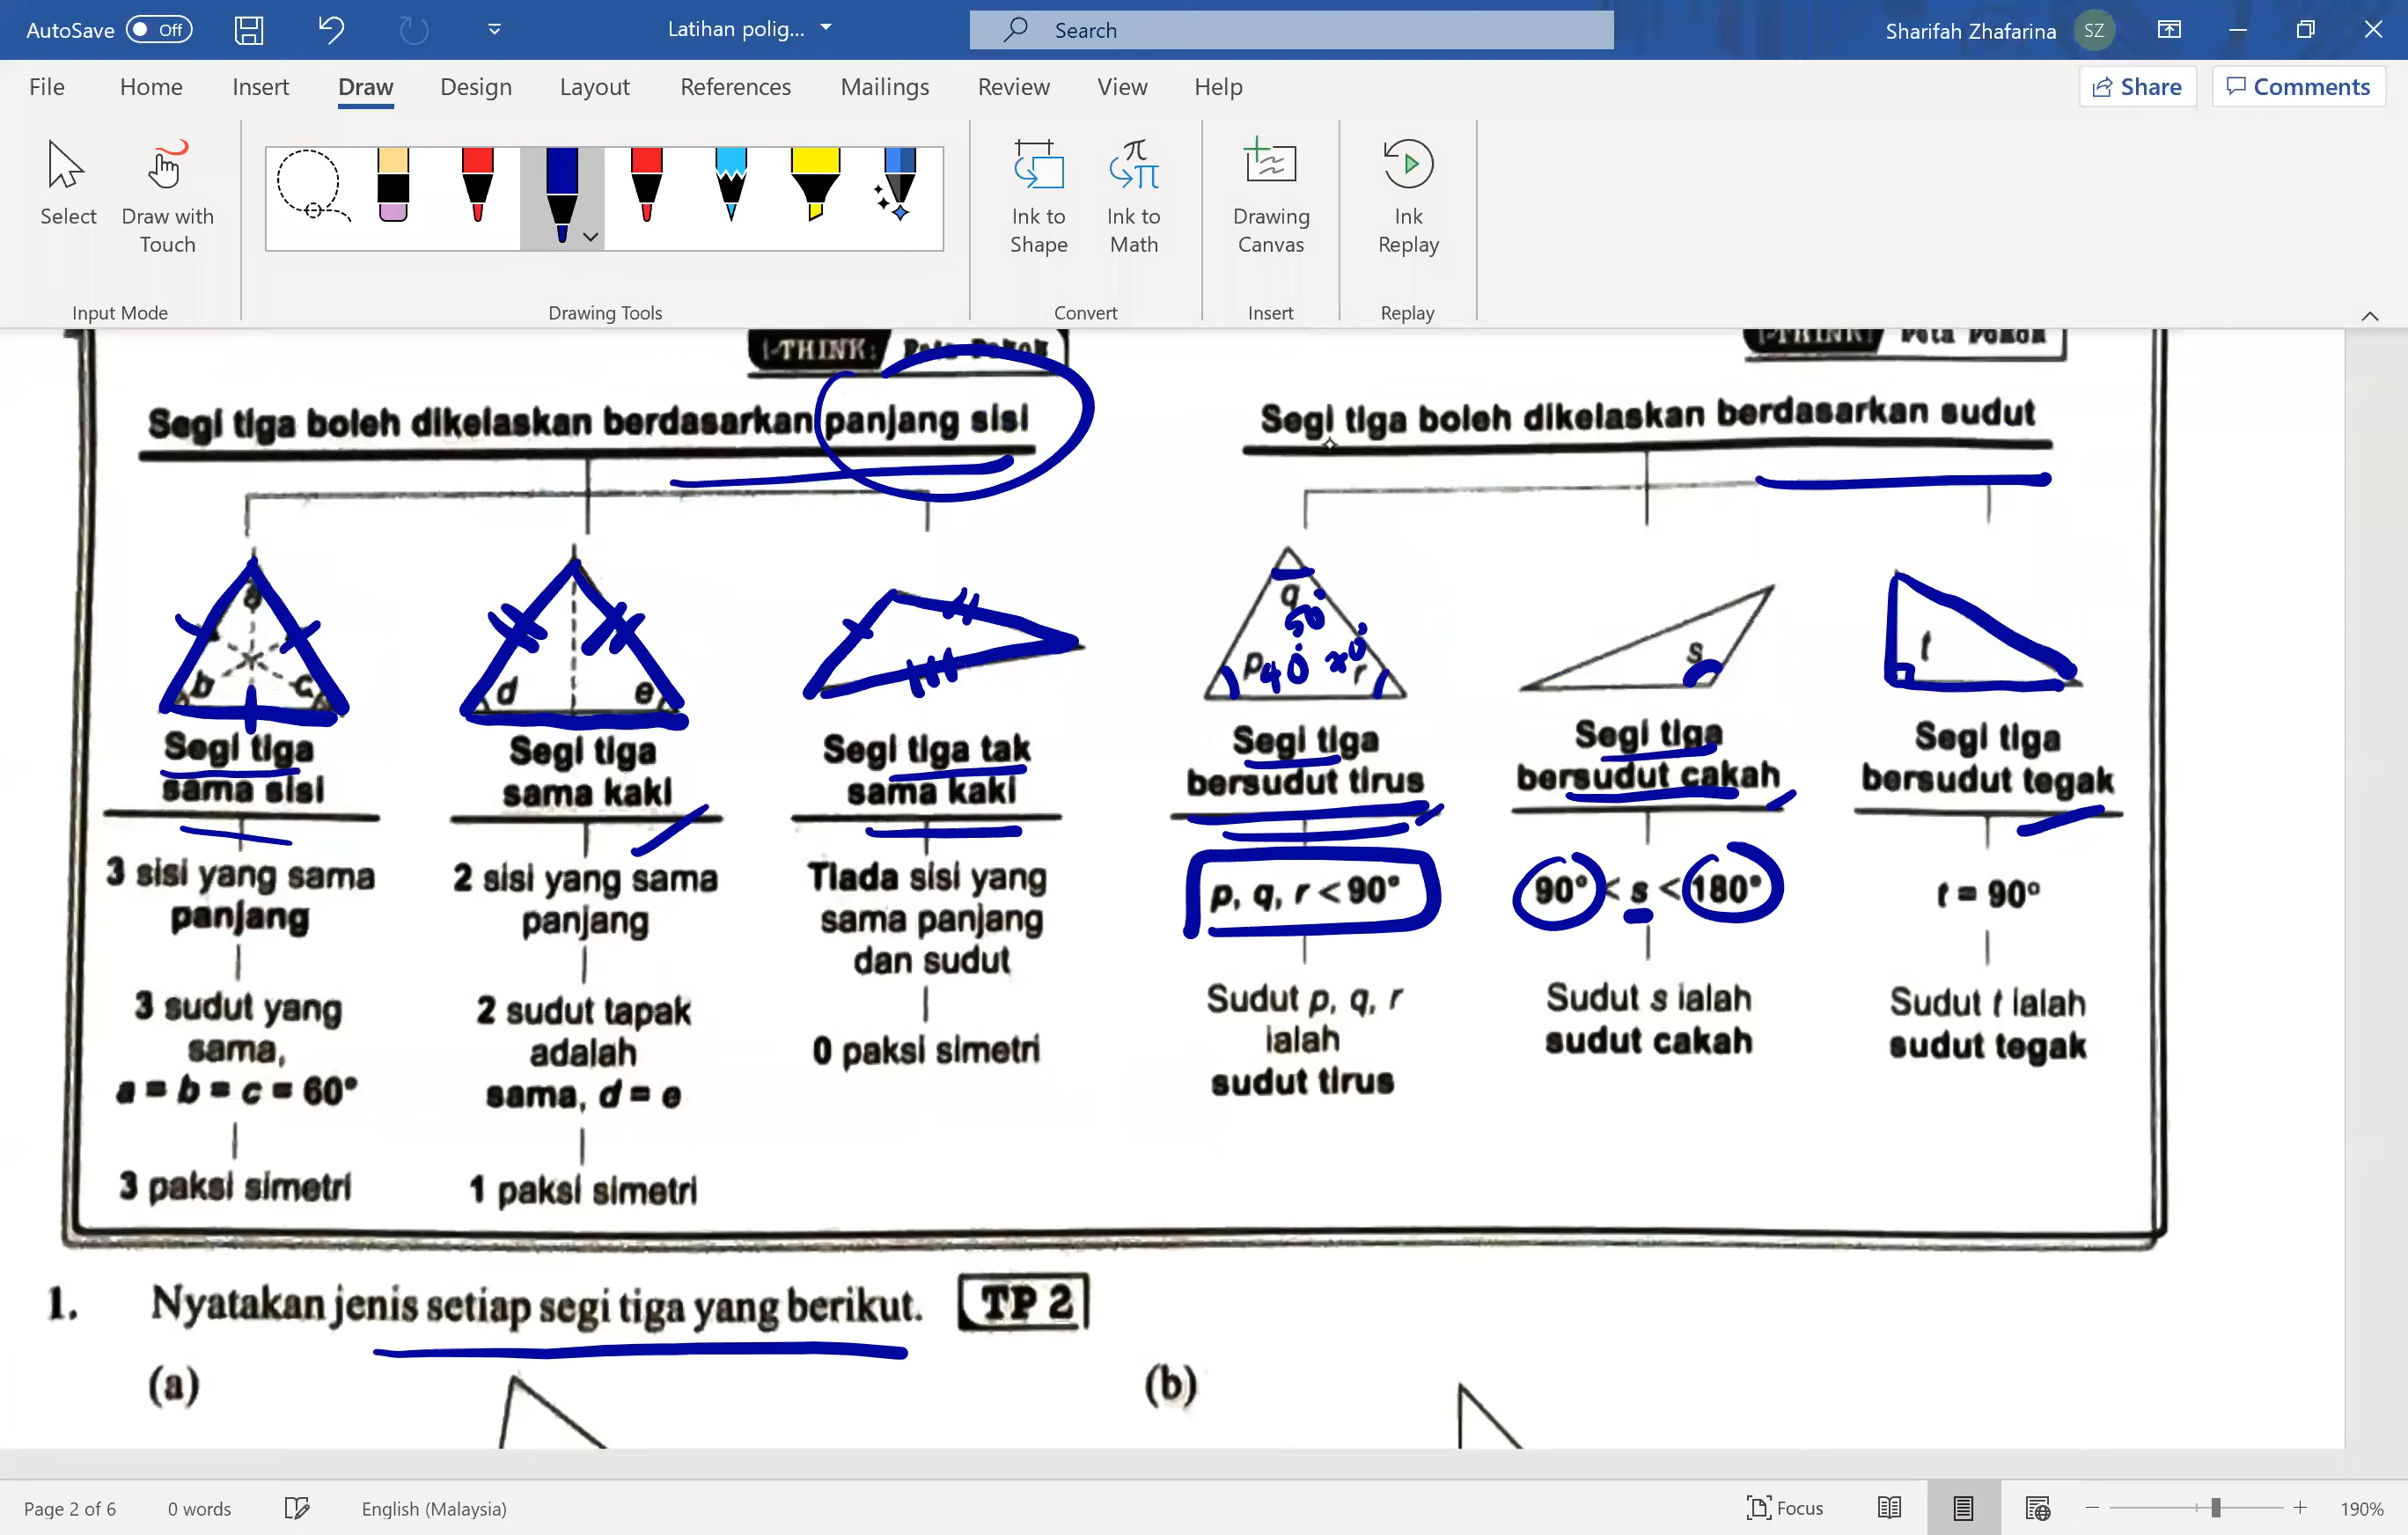 AutoSave Off
Latihan polig...
Search
Sharifah Zhafarina
SZ
File Home Insert Draw Design Layout References Mailings Review View Help
Share Comments
Select
Draw with Touch
Ink to Shape
Ink to Math
Drawing Canvas
Ink Replay
Input Mode
Drawing Tools
Convert
Insert
Replay
i-THINK: Peta Pokok
i-THINK: Peta Pokok
Segi tiga boleh dikelaskan berdasarkan panjang sisi
Segi tiga boleh dikelaskan berdasarkan sudut
a
b c
d e
q
50°
p 40° r
s
t
Segi tiga
sama sisi
3 sisi yang sama
panjang
3 sudut yang
sama,
a = b = c = 60°
3 paksi simetri
Segi tiga
sama kaki
2 sisi yang sama
panjang
2 sudut tapak
adalah
sama, d = e
1 paksi simetri
Segi tiga tak
sama kaki
Tiada sisi yang
sama panjang
dan sudut
0 paksi simetri
Segi tiga
bersudut tirus
p, q, r < 90°
Sudut p, q, r
ialah
sudut tirus
Segi tiga
bersudut cakah
90° < s < 180°
Sudut s ialah
sudut cakah
Segi tiga
bersudut tegak
t = 90°
Sudut t ialah
sudut tegak
1. Nyatakan jenis setiap segi tiga yang berikut. TP 2
(a) (b)
Page 2 of 6 0 words English (Malaysia) Focus 190%